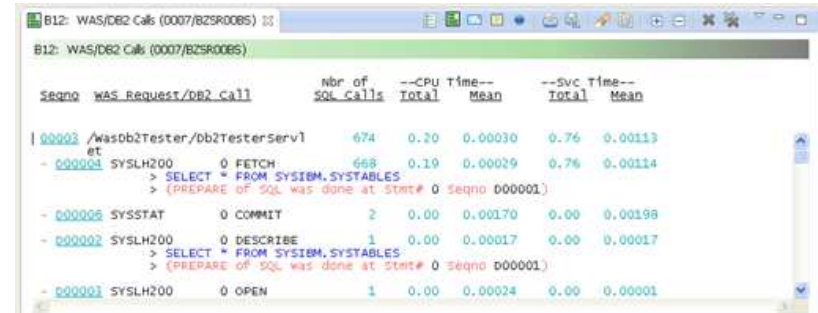 B12: WAS/DB2 Calls (0007/BZSR00BS)
B12: WAS/DB2 Calls (0007/BZSR00BS)
Nbr of --CPU Time-- --Svc Time--
Seqno WAS Request/DB2 Call SQL Calls Total Mean Total Mean
00003 /WasDb2Tester/Db2TesterServl 674 0.20 0.00030 0.76 0.00113
et
- D00004 SYSLH200 0 FETCH 668 0.19 0.00029 0.76 0.00114
> SELECT * FROM SYSIBM.SYSTABLES
> (PREPARE of SQL was done at Stmt# 0 Seqno D00001)
- D00006 SYSSTAT 0 COMMIT 2 0.00 0.00170 0.00 0.00198
- D00002 SYSLH200 0 DESCRIBE 1 0.00 0.00017 0.00 0.00017
> SELECT * FROM SYSIBM.SYSTABLES
> (PREPARE of SQL was done at Stmt# 0 Seqno D00001)
- D00003 SYSLH200 0 OPEN 1 0.00 0.00024 0.00 0.00001